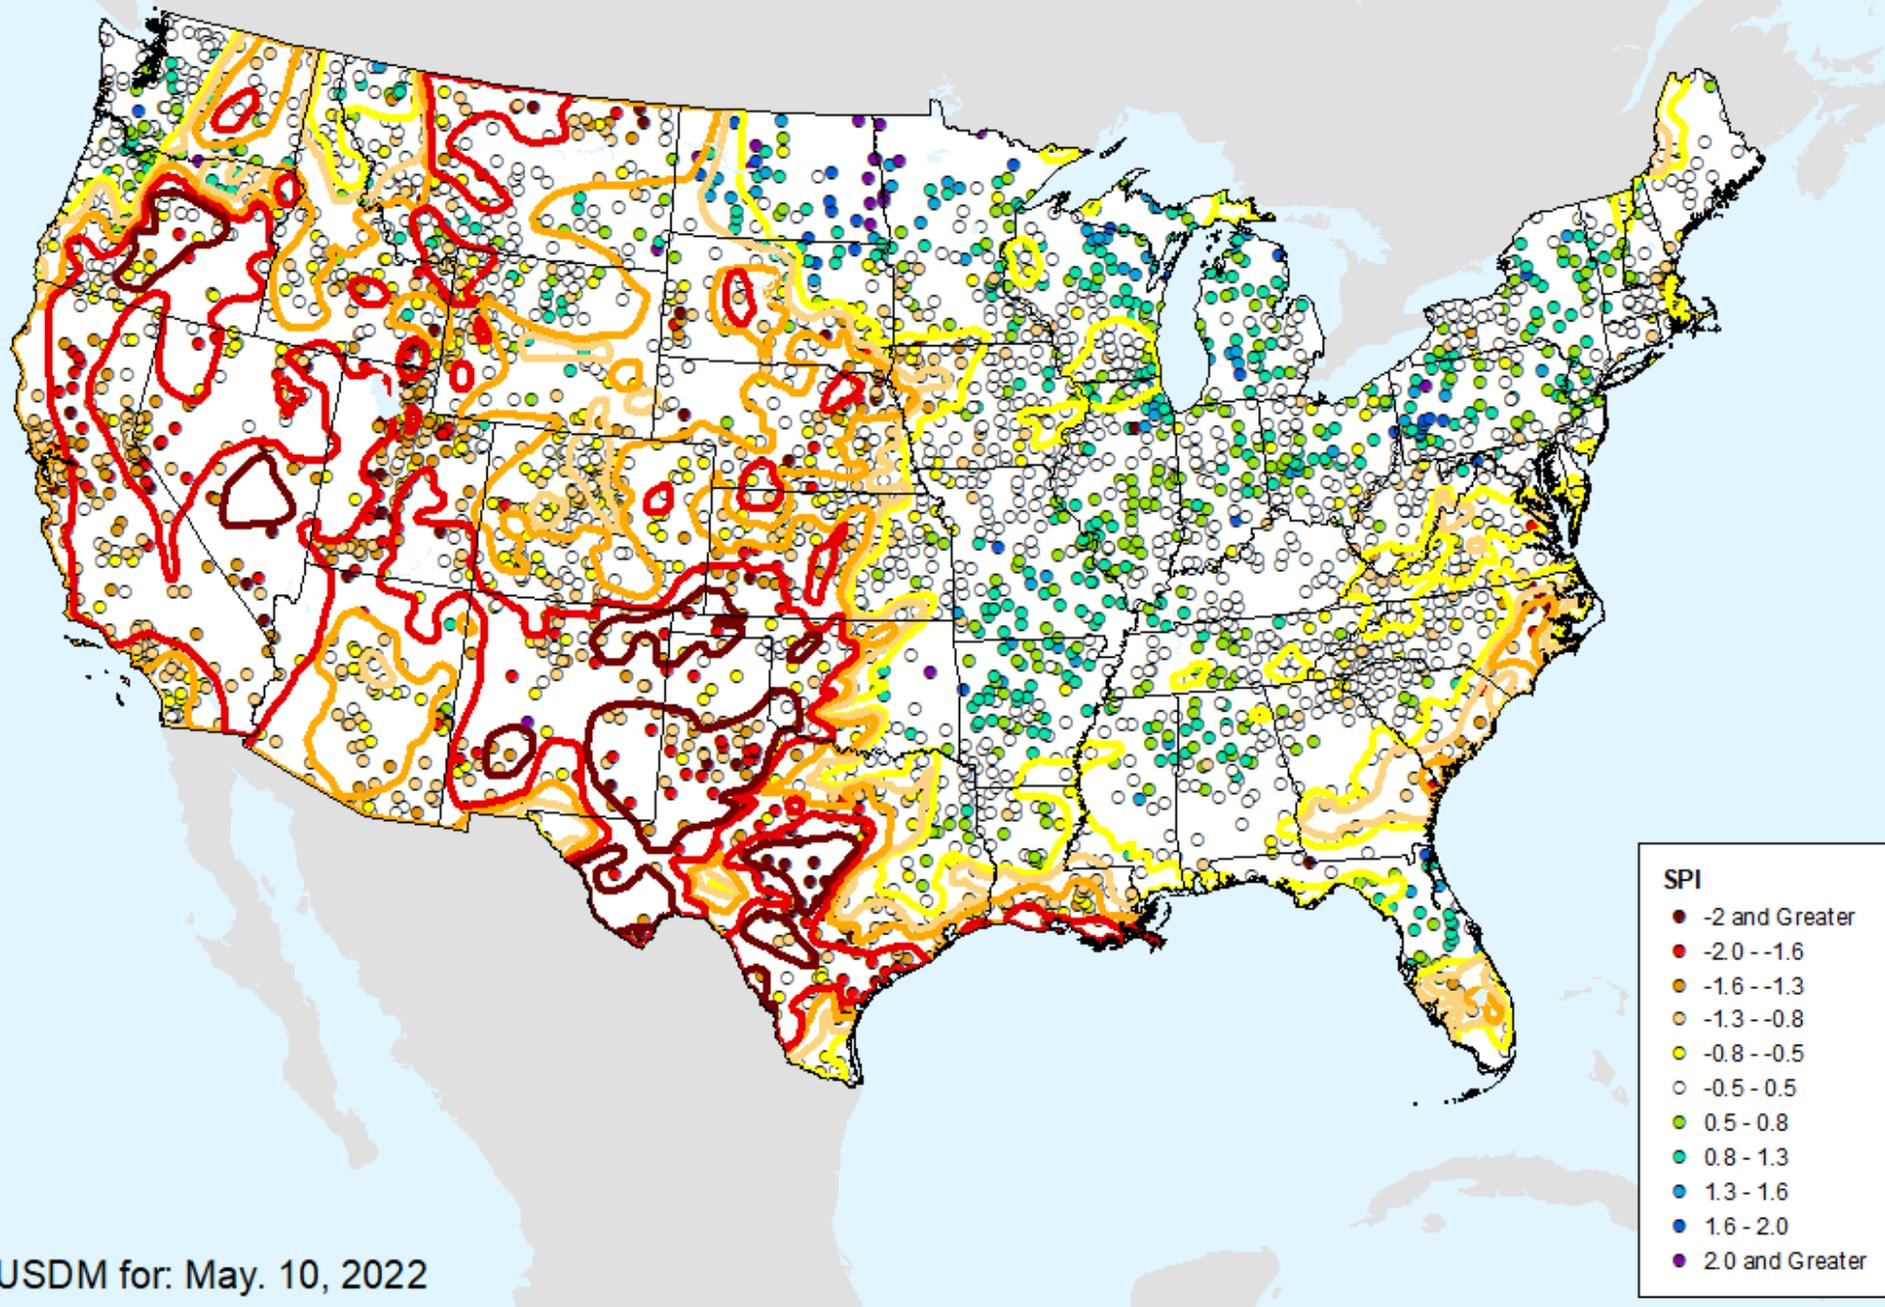 SPI
-2 and Greater
-2.0 - -1.6
-1.6 - -1.3
-1.3 - -0.8
-0.8 - -0.5
-0.5 - 0.5
0.5 - 0.8
0.8 - 1.3
1.3 - 1.6
1.6 - 2.0
2.0 and Greater
USDM for: May. 10, 2022